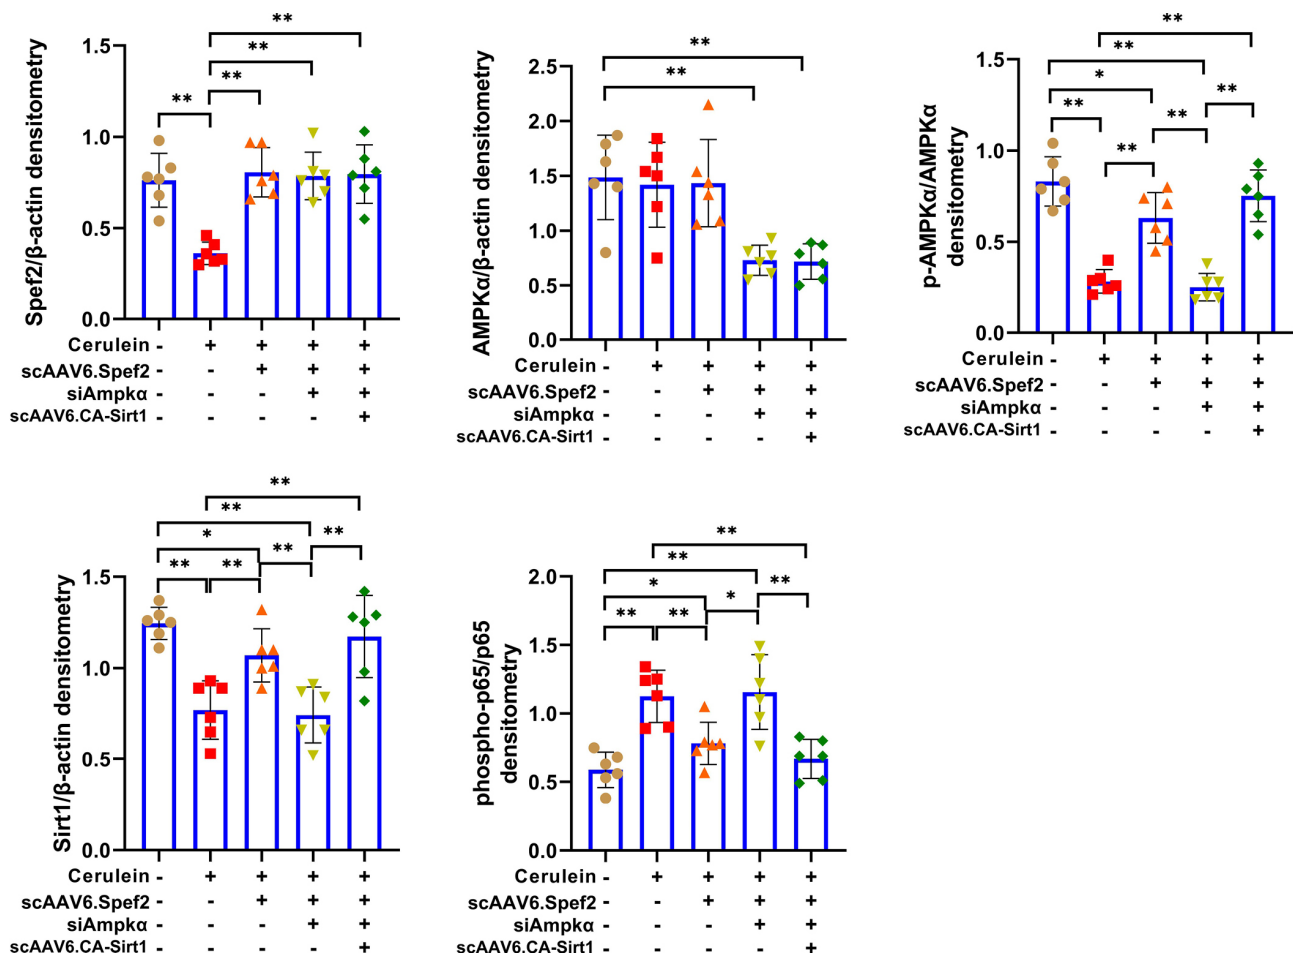 Spef2/β-actin densitometry
**
**
**
**
1.5
1.0
0.5
0.0
Cerulein - + + + +
scAAV6.Spef2 - - + + +
siAmpkα - - - + +
scAAV6.CA-Sirt1 - - - - +
AMPKα/β-actin densitometry
**
**
2.5
2.0
1.5
1.0
0.5
0.0
Cerulein - + + + +
scAAV6.Spef2 - - + + +
siAmpkα - - - + +
scAAV6.CA-Sirt1 - - - - +
p-AMPKα/AMPKα
densitometry
**
**
*
**
**
**
**
1.5
1.0
0.5
0.0
Cerulein - + + + +
scAAV6.Spef2 - - + + +
siAmpkα - - - + +
scAAV6.CA-Sirt1 - - - - +
Sirt1/β-actin densitometry
**
**
*
**
**
**
**
1.5
1.0
0.5
0.0
Cerulein - + + + +
scAAV6.Spef2 - - + + +
siAmpkα - - - + +
scAAV6.CA-Sirt1 - - - - +
phospho-p65/p65
densitometry
**
**
*
**
*
**
**
2.0
1.5
1.0
0.5
0.0
Cerulein - + + + +
scAAV6.Spef2 - - + + +
siAmpkα - - - + +
scAAV6.CA-Sirt1 - - - - +